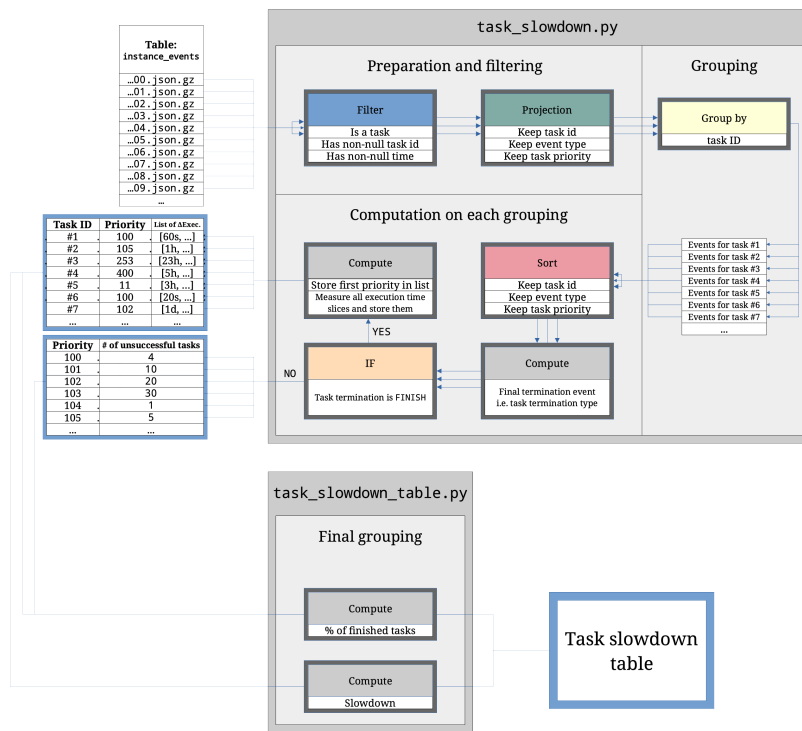 Table:
instance_events
…00.json.gz
…01.json.gz
…02.json.gz
…03.json.gz
…04.json.gz
…05.json.gz
…06.json.gz
…07.json.gz
…08.json.gz
…09.json.gz
…
task_slowdown.py
Preparation and filtering
Filter
Is a task
Has non-null task id
Has non-null time
Projection
Keep task id
Keep event type
Keep task priority
Grouping
Group by
task ID
Events for task #1
Events for task #2
Events for task #3
Events for task #4
Events for task #5
Events for task #6
Events for task #7
...
Computation on each grouping
Sort
Keep task id
Keep event type
Keep task priority
Compute
Final termination event
i.e. task termination type
IF
Task termination is FINISH
YES
NO
Compute
Store first priority in list
Measure all execution time
slices and store them
Task ID Priority List of ΔExec.
#1 100 [60s, ...]
#2 105 [1h, ...]
#3 253 [23h, ...]
#4 400 [5h, ...]
#5 11 [3h, ...]
#6 100 [20s, ...]
#7 102 [1d, ...]
... ... ...
Priority # of unsuccessful tasks
100 4
101 10
102 20
103 30
104 1
105 5
... ...
task_slowdown_table.py
Final grouping
Compute
% of finished tasks
Compute
Slowdown
Task slowdown
table